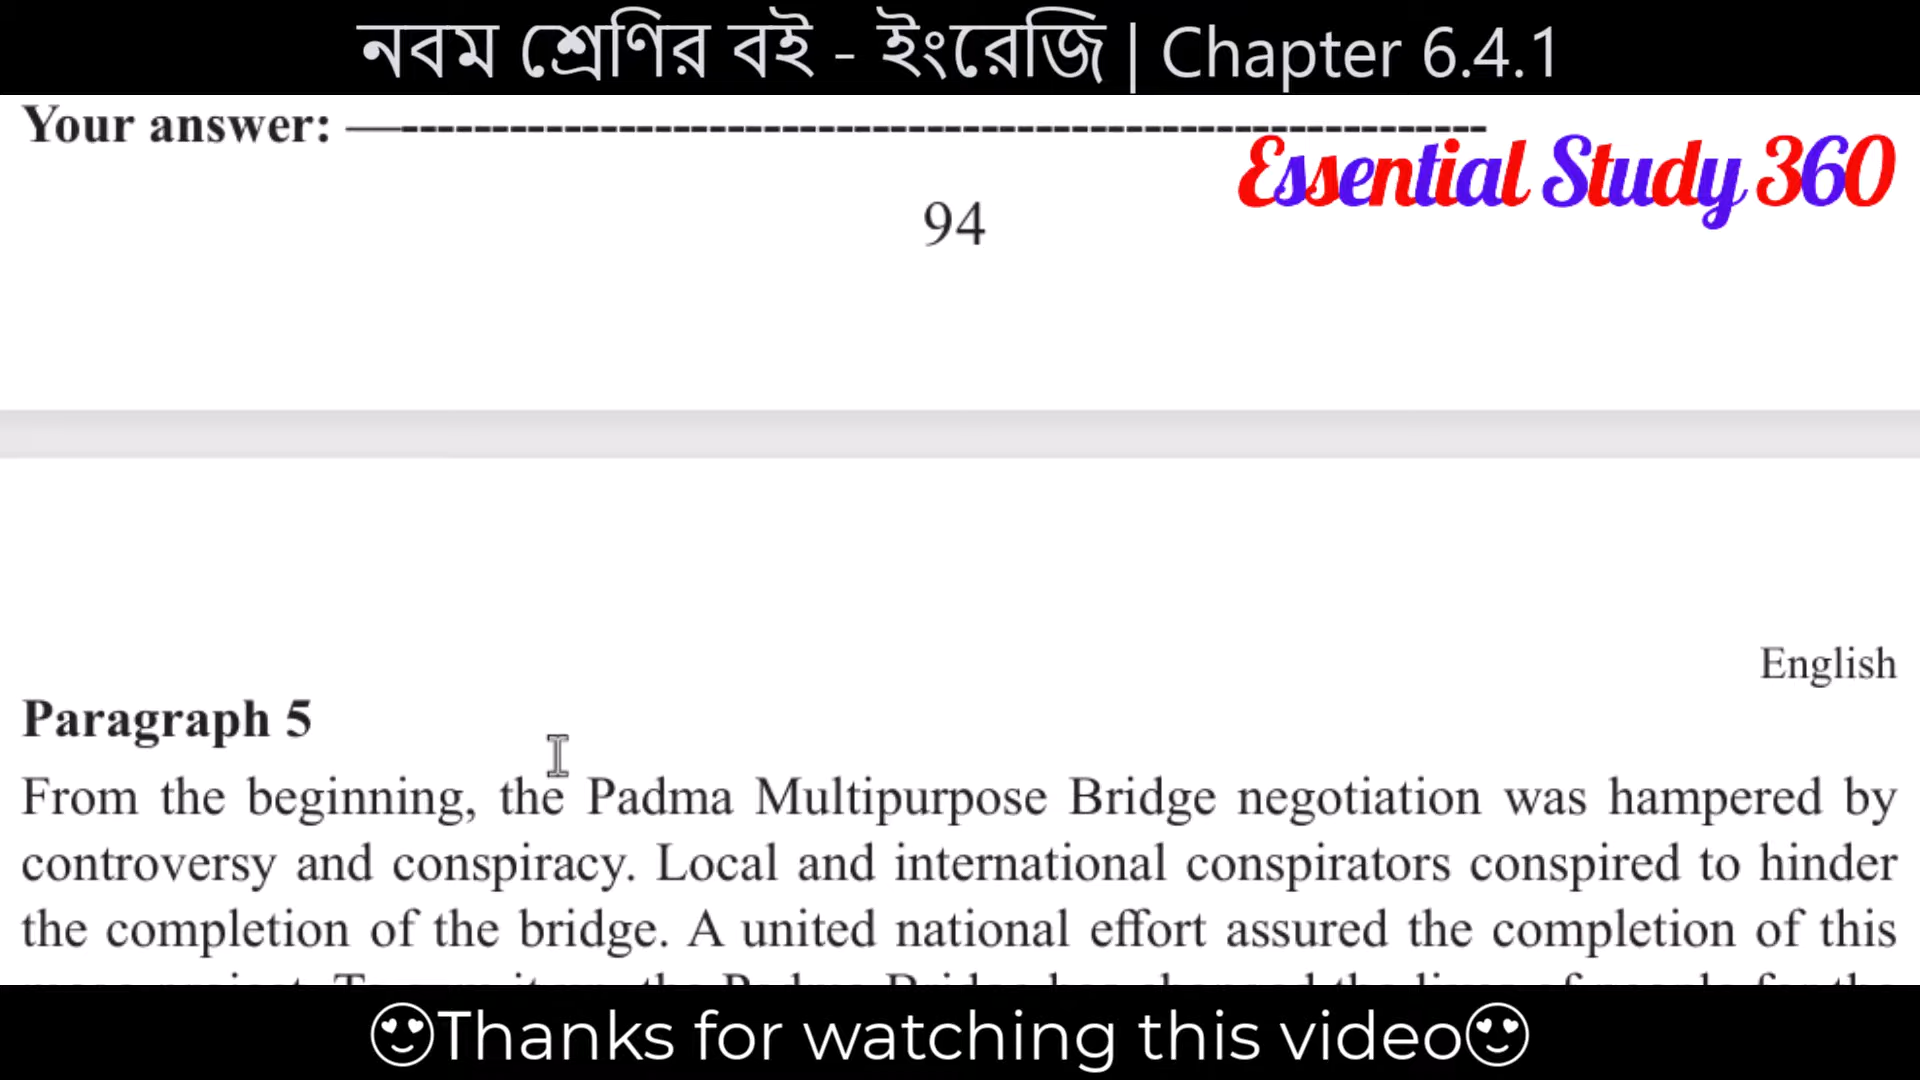 নবম শ্রেণির বই - ইংরেজি | Chapter 6.4.1
Your answer: —------------------------------------------------------------
Essential Study 360
94
English
Paragraph 5
From the beginning, the Padma Multipurpose Bridge negotiation was hampered by
controversy and conspiracy. Local and international conspirators conspired to hinder
the completion of the bridge. A united national effort assured the completion of this
Thanks for watching this video